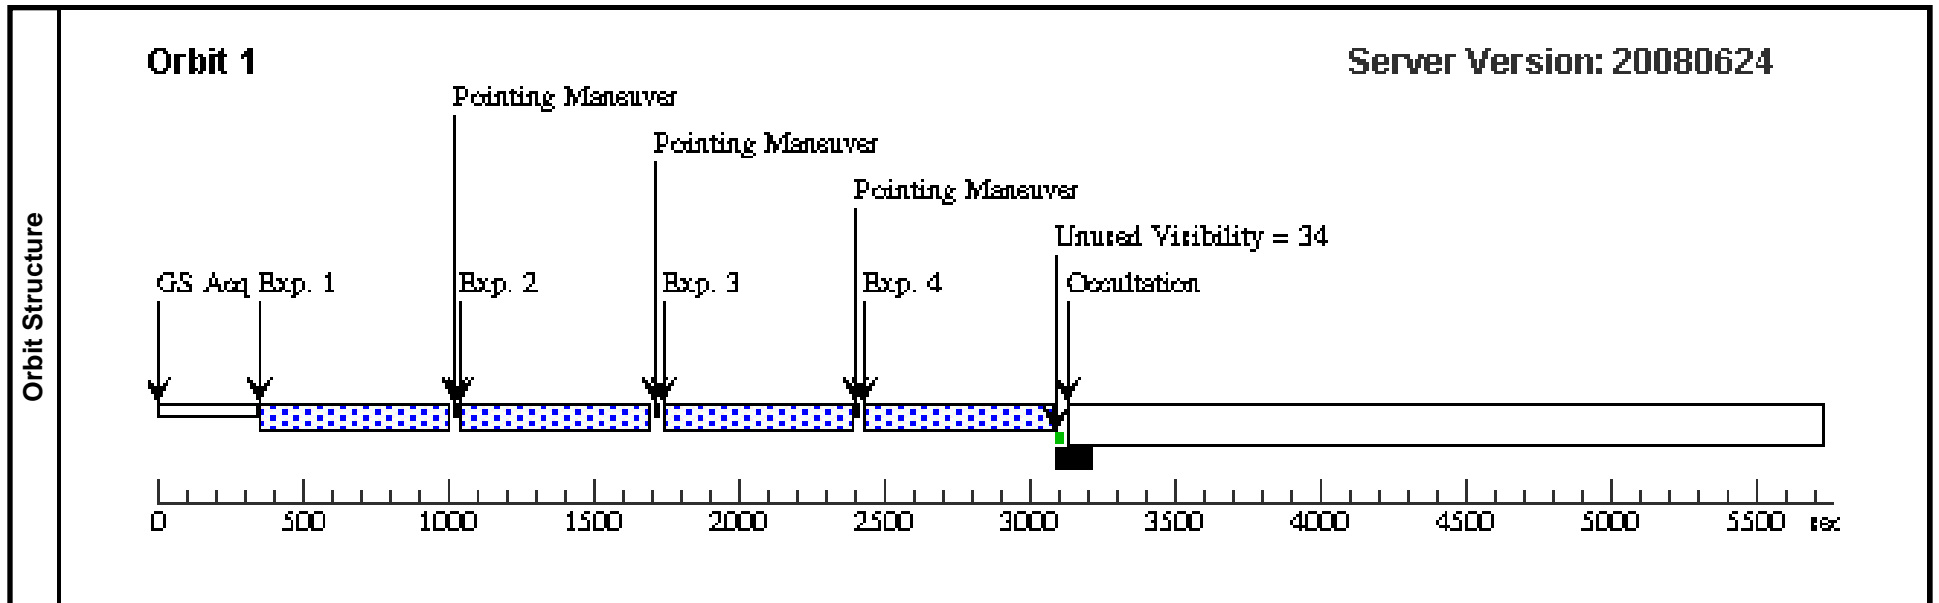 Orbit Structure
Orbit 1
Server Version: 20080624
Pointing Maneuver
Pointing Maneuver
Pointing Maneuver
Unused Visibility = 34
GS Acq Exp. 1 Exp. 2 Exp. 3 Exp. 4 Occultation
0 500 1000 1500 2000 2500 3000 3500 4000 4500 5000 5500 sec